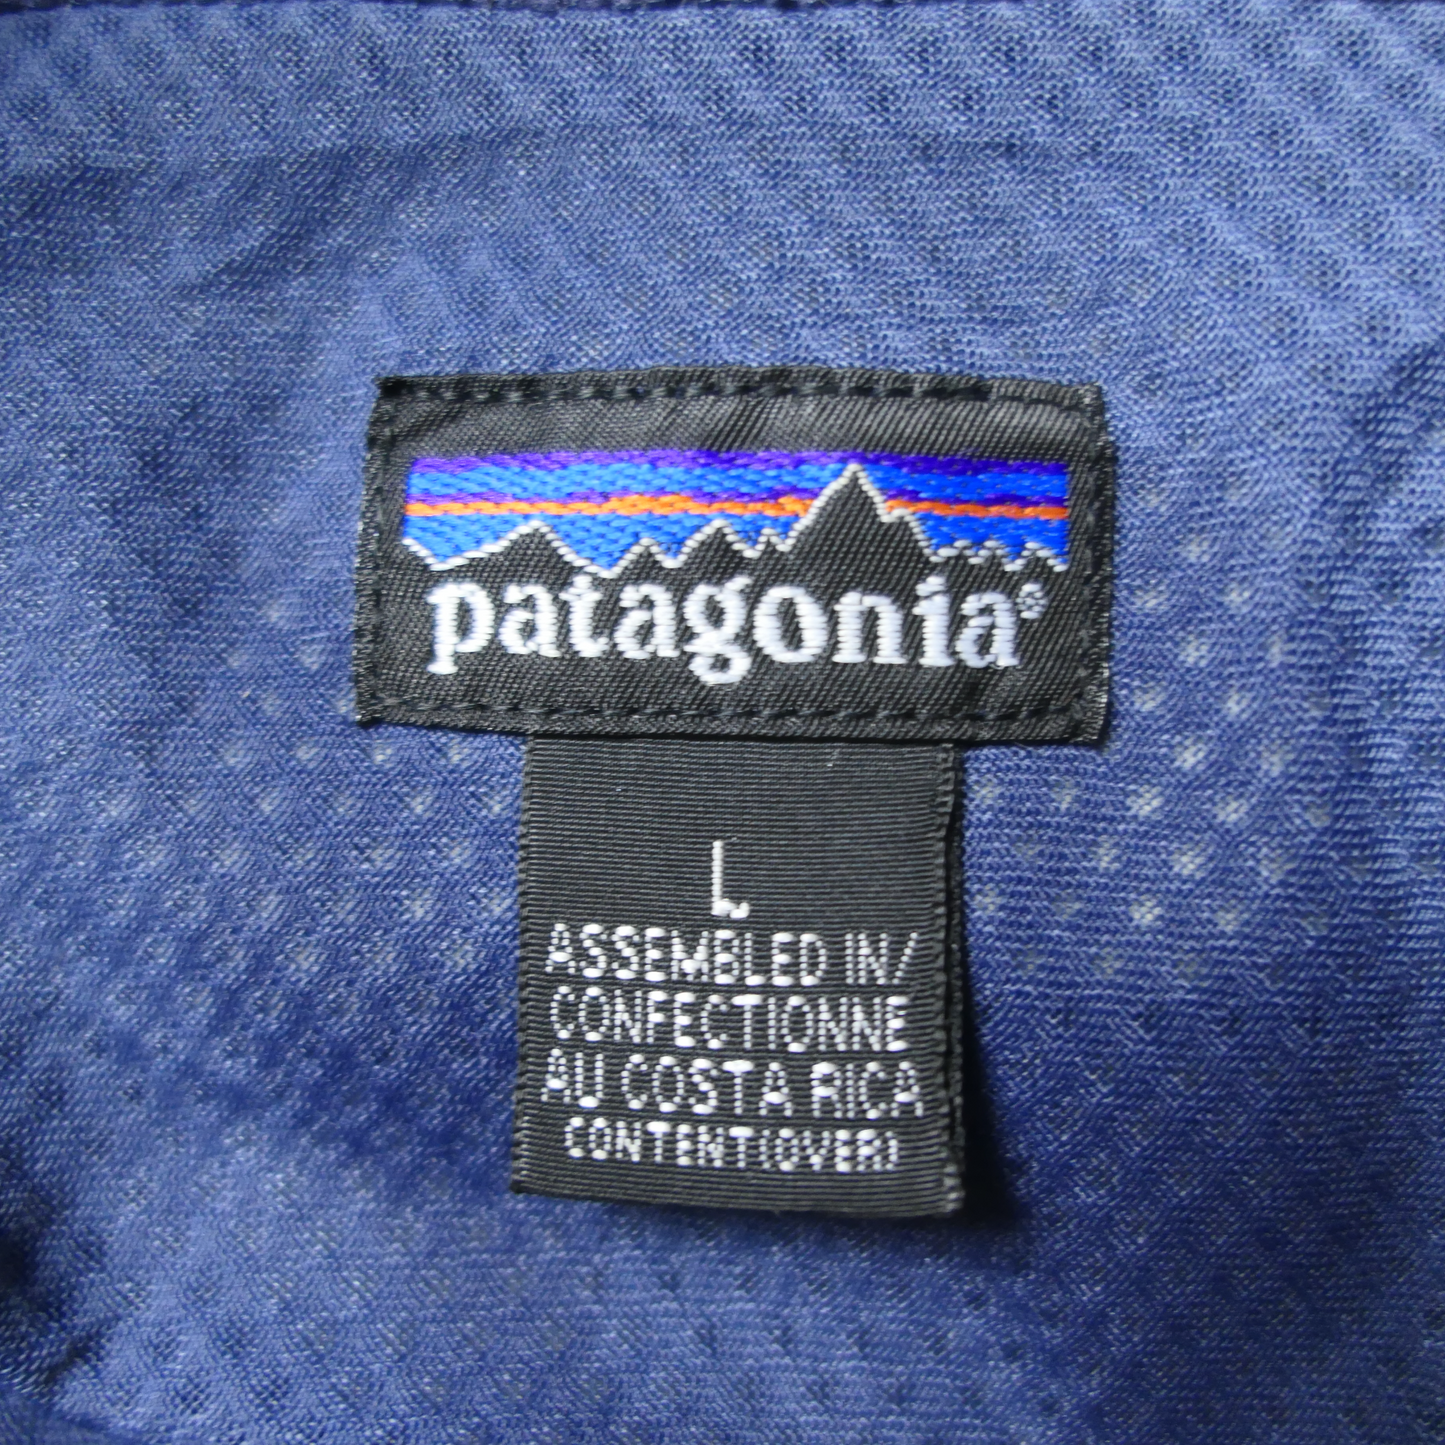 patagonia®
L
ASSEMBLED IN/
CONFECTIONNE
AU COSTA RICA
CONTENT(OVER)